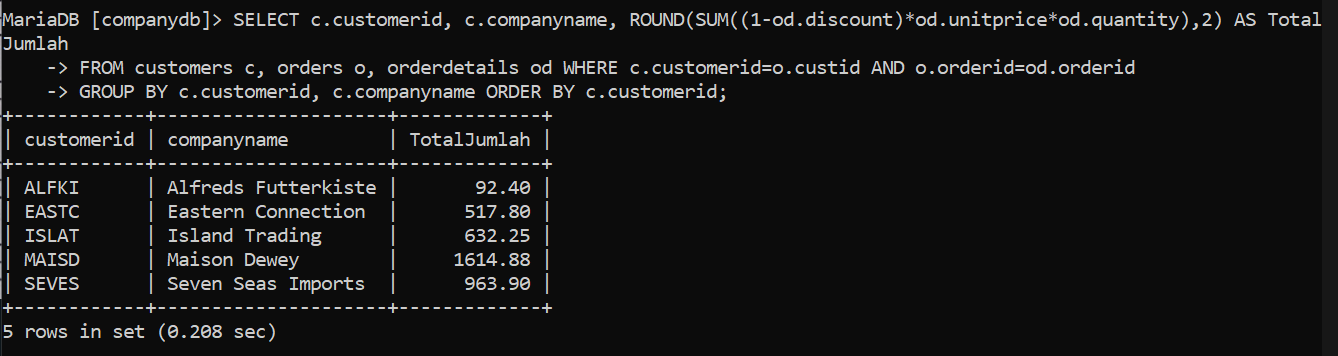 MariaDB [companydb]> SELECT c.customerid, c.companyname, ROUND(SUM((1-od.discount)*od.unitprice*od.quantity),2) AS Total
Jumlah
    -> FROM customers c, orders o, orderdetails od WHERE c.customerid=o.custid AND o.orderid=od.orderid
    -> GROUP BY c.customerid, c.companyname ORDER BY c.customerid;
+------------+---------------------+-------------+
| customerid | companyname         | TotalJumlah |
+------------+---------------------+-------------+
| ALFKI      | Alfreds Futterkiste |       92.40 |
| EASTC      | Eastern Connection  |      517.80 |
| ISLAT      | Island Trading      |      632.25 |
| MAISD      | Maison Dewey        |     1614.88 |
| SEVES      | Seven Seas Imports  |      963.90 |
+------------+---------------------+-------------+
5 rows in set (0.208 sec)